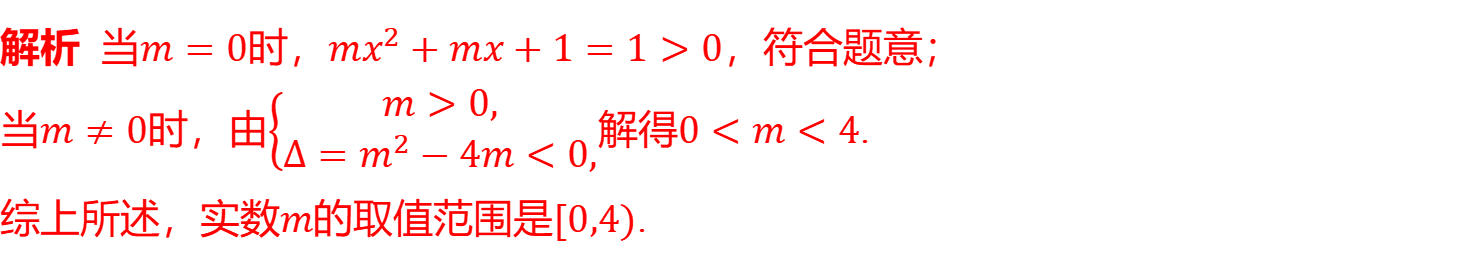 解析 当m = 0时，mx² + mx + 1 = 1 > 0，符合题意；
当m ≠ 0时，由{m > 0, Δ = m² − 4m < 0,解得0 < m < 4.
综上所述，实数m的取值范围是[0,4).